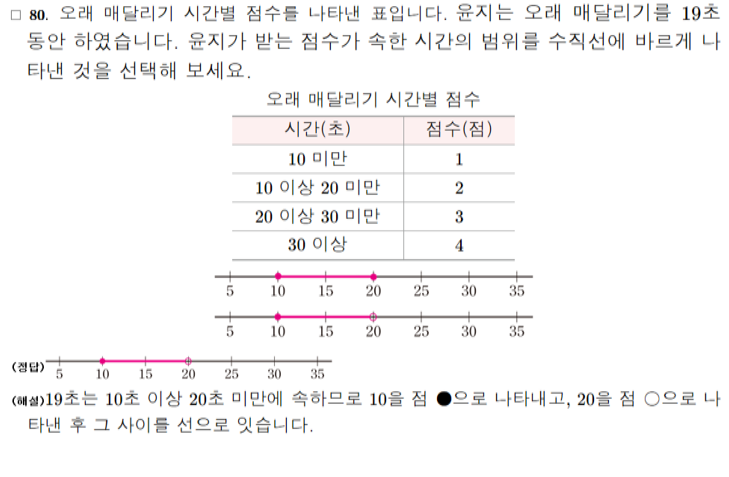 □ 80. 오래 매달리기 시간별 점수를 나타낸 표입니다. 윤지는 오래 매달리기를 19초
동안 하였습니다. 윤지가 받는 점수가 속한 시간의 범위를 수직선에 바르게 나
타낸 것을 선택해 보세요.
오래 매달리기 시간별 점수
시간(초) 점수(점)
10 미만 1
10 이상 20 미만 2
20 이상 30 미만 3
30 이상 4
5 10 15 20 25 30 35
5 10 15 20 25 30 35
(정답)
5 10 15 20 25 30 35
(해설)19초는 10초 이상 20초 미만에 속하므로 10을 점 ●으로 나타내고, 20을 점 ○으로 나
타낸 후 그 사이를 선으로 잇습니다.